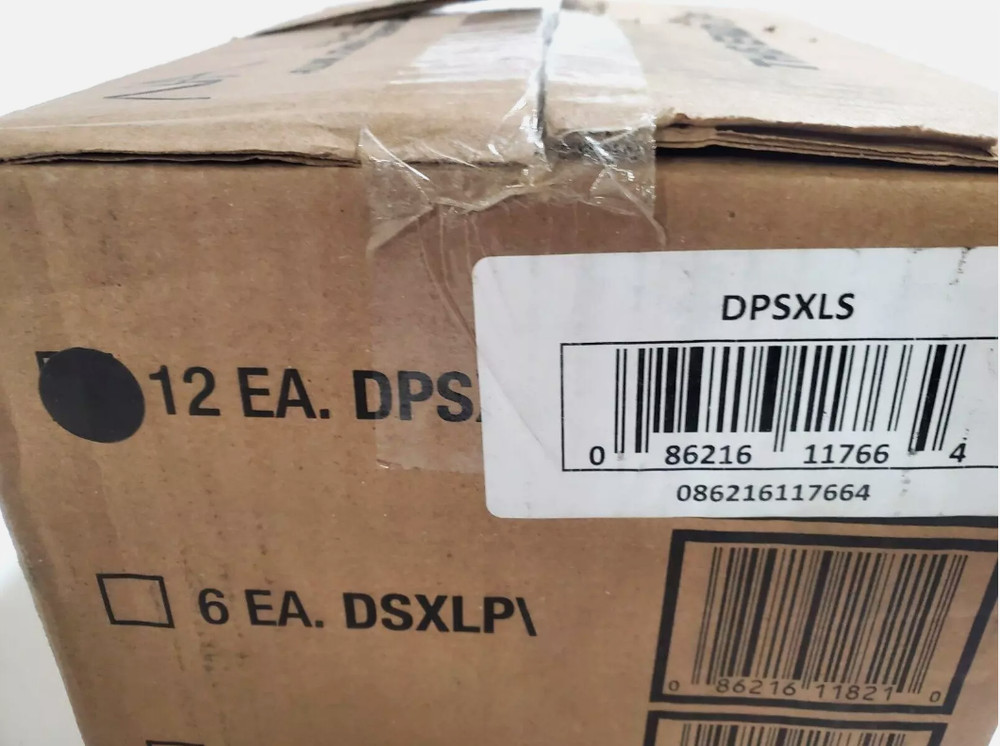 DPSXLS
0 86216 11766 4
086216117664
12 EA. DPS
6 EA. DSXLP\
0 86216 11821 0